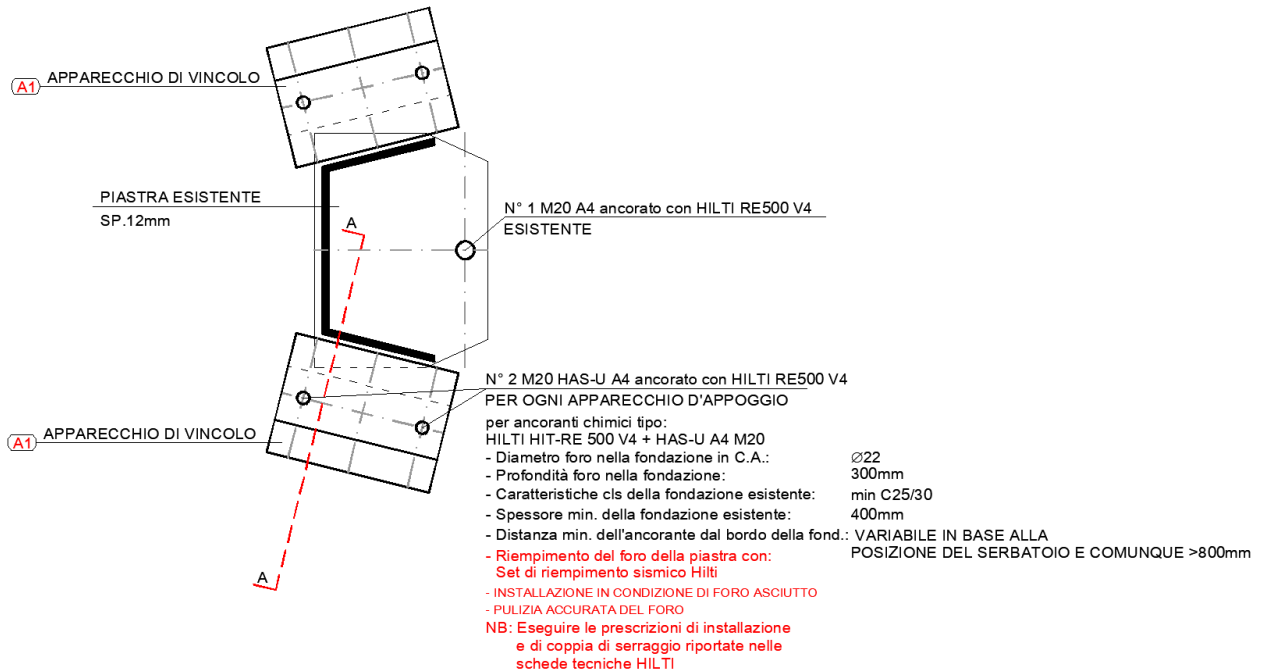 A1 APPARECCHIO DI VINCOLO
PIASTRA ESISTENTE
SP.12mm
A
N° 1 M20 A4 ancorato con HILTI RE500 V4
ESISTENTE
N° 2 M20 HAS-U A4 ancorato con HILTI RE500 V4
PER OGNI APPARECCHIO D'APPOGGIO
A1 APPARECCHIO DI VINCOLO
per ancoranti chimici tipo:
HILTI HIT-RE 500 V4 + HAS-U A4 M20
- Diametro foro nella fondazione in C.A.: Ø22
- Profondità foro nella fondazione: 300mm
- Caratteristiche cls della fondazione esistente: min C25/30
- Spessore min. della fondazione esistente: 400mm
- Distanza min. dell'ancorante dal bordo della fond.: VARIABILE IN BASE ALLA
POSIZIONE DEL SERBATOIO E COMUNQUE >800mm
- Riempimento del foro della piastra con:
Set di riempimento sismico Hilti
A
- INSTALLAZIONE IN CONDIZIONE DI FORO ASCIUTTO
- PULIZIA ACCURATA DEL FORO
NB: Eseguire le prescrizioni di installazione
e di coppia di serraggio riportate nelle
schede tecniche HILTI